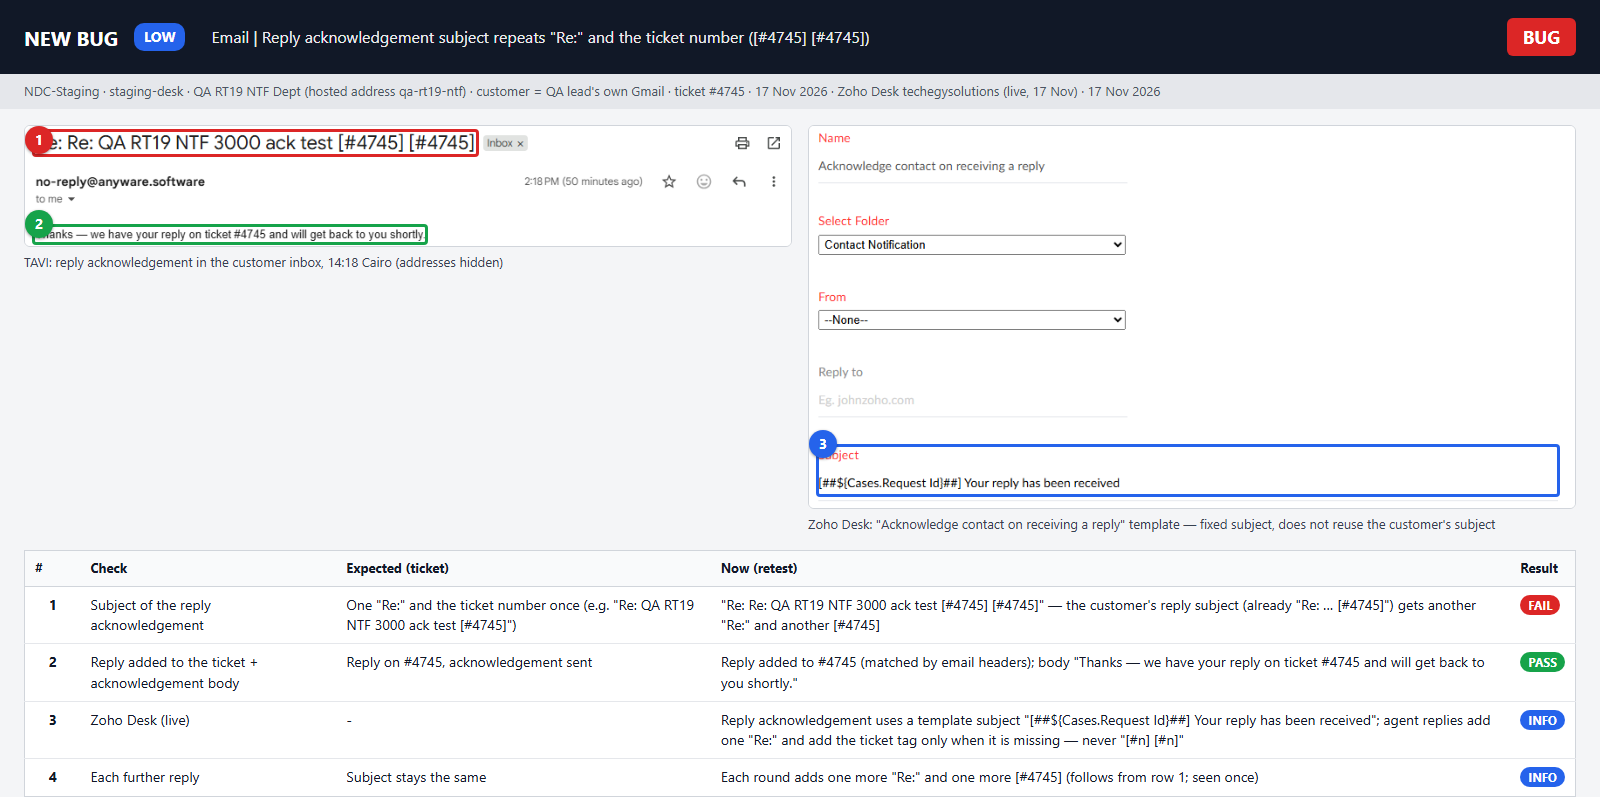 NEW BUG LOW Email | Reply acknowledgement subject repeats "Re:" and the ticket number ([#4745] [#4745]) BUG
NDC-Staging · staging-desk · QA RT19 NTF Dept (hosted address qa-rt19-ntf) · customer = QA lead's own Gmail · ticket #4745 · 17 Nov 2026 · Zoho Desk techegysolutions (live, 17 Nov) · 17 Nov 2026
1 e: Re: QA RT19 NTF 3000 ack test [#4745] [#4745] Inbox ×
no-reply@anyware.software 2:18 PM (50 minutes ago)
to me
2
anks — we have your reply on ticket #4745 and will get back to you shortly.
TAVI: reply acknowledgement in the customer inbox, 14:18 Cairo (addresses hidden)
Name
Acknowledge contact on receiving a reply
Select Folder
Contact Notification
From
--None--
Reply to
Eg. johnzoho.com
3
bject
[##${Cases.Request Id}##] Your reply has been received
Zoho Desk: "Acknowledge contact on receiving a reply" template — fixed subject, does not reuse the customer's subject
# Check Expected (ticket) Now (retest) Result
1 Subject of the reply acknowledgement One "Re:" and the ticket number once (e.g. "Re: QA RT19 NTF 3000 ack test [#4745]") "Re: Re: QA RT19 NTF 3000 ack test [#4745] [#4745]" — the customer's reply subject (already "Re: ... [#4745]") gets another "Re:" and another [#4745] FAIL
2 Reply added to the ticket + acknowledgement body Reply on #4745, acknowledgement sent Reply added to #4745 (matched by email headers); body "Thanks — we have your reply on ticket #4745 and will get back to you shortly." PASS
3 Zoho Desk (live) - Reply acknowledgement uses a template subject "[##${Cases.Request Id}##] Your reply has been received"; agent replies add one "Re:" and add the ticket tag only when it is missing — never "[#n] [#n]" INFO
4 Each further reply Subject stays the same Each round adds one more "Re:" and one more [#4745] (follows from row 1; seen once) INFO